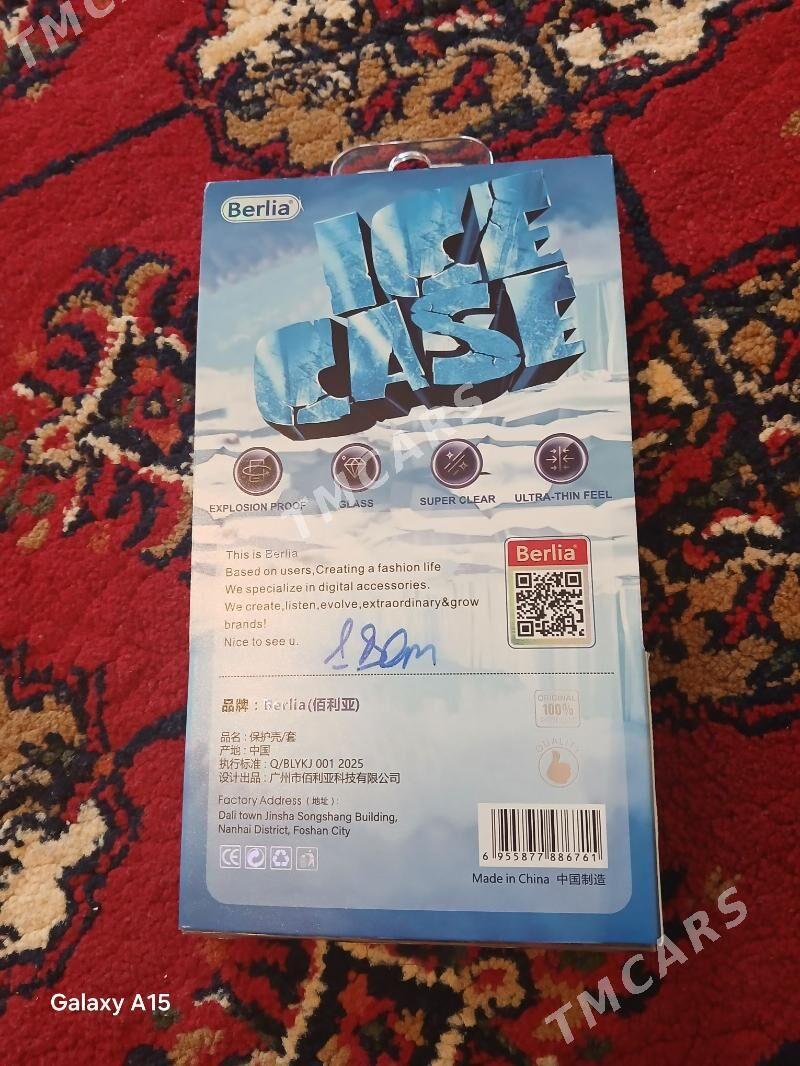 TMCARS
Berlia®
ICE
CASE
EXPLOSION PROOF
GLASS
SUPER CLEAR
ULTRA-THIN FEEL
TMCARS
This is Berlia
Based on users,Creating a fashion life
We specialize in digital accessories.
We create,listen,evolve,extraordinary&grow
brands!
Nice to see u.
Berlia®
180m
品牌：Berlia(佰利亚)
品名：保护壳/套
产地：中国
执行标准：Q/BLYKJ 001 2025
设计出品：广州市佰利亚科技有限公司
Factory Address（地址）:
Dali town Jinsha Songshang Building,
Nanhai District, Foshan City
ORIGINAL
100%
QUALITY
CE
6 955877 886761
Made in China 中国制造
Galaxy A15
TMCARS